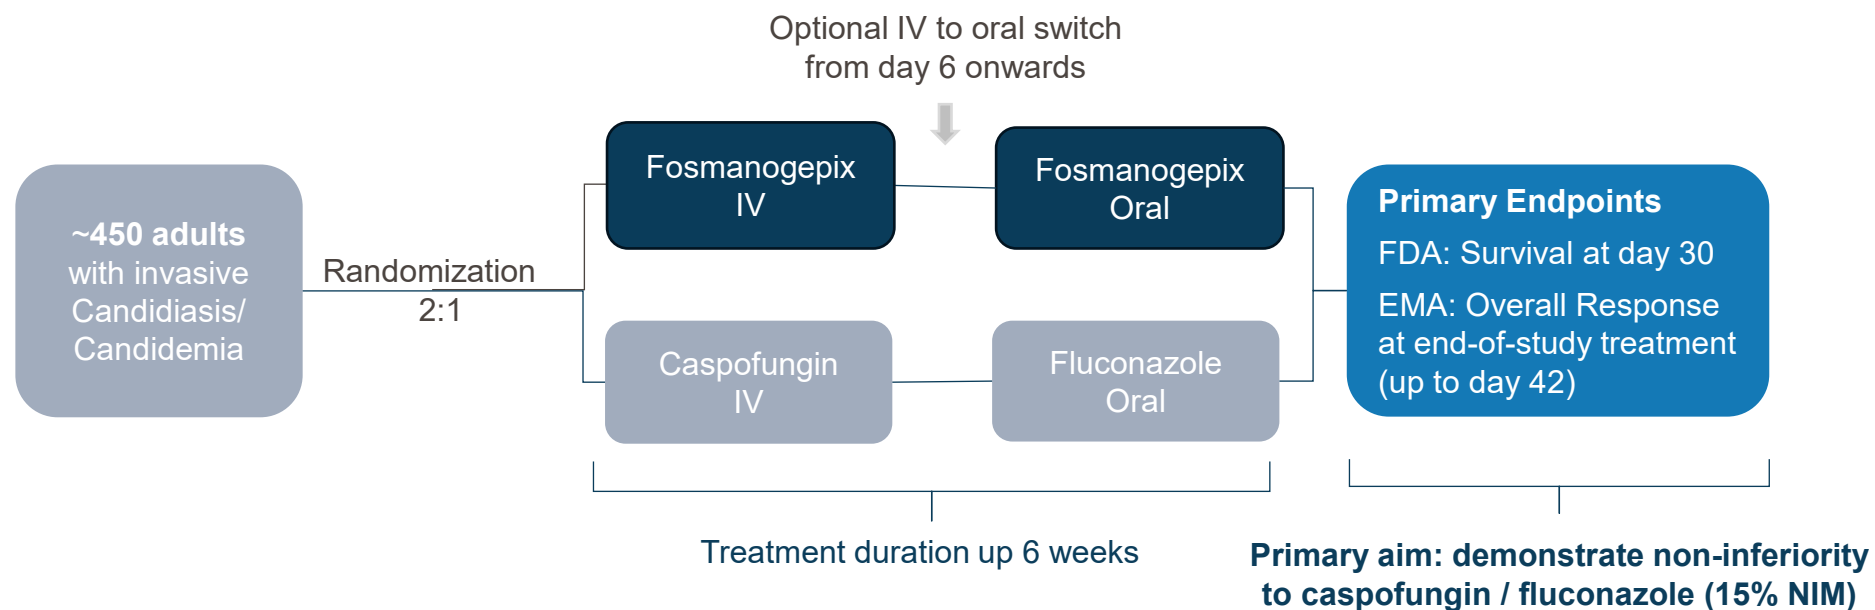 Optional IV to oral switch
from day 6 onwards
~450 adults
with invasive
Candidiasis/
Candidemia
Randomization
2:1
Fosmanogepix
IV
Fosmanogepix
Oral
Caspofungin
IV
Fluconazole
Oral
Primary Endpoints
FDA: Survival at day 30
EMA: Overall Response
at end-of-study treatment
(up to day 42)
Treatment duration up 6 weeks
Primary aim: demonstrate non-inferiority
to caspofungin / fluconazole (15% NIM)